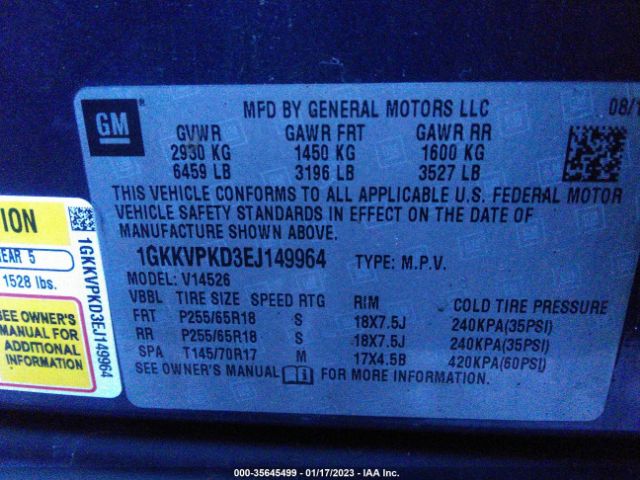 GM
MFD BY GENERAL MOTORS LLC 08/1
GVWR GAWR FRT GAWR RR
2930 KG 1450 KG 1600 KG
6459 LB 3196 LB 3527 LB
THIS VEHICLE CONFORMS TO ALL APPLICABLE U.S. FEDERAL MOTOR
VEHICLE SAFETY STANDARDS IN EFFECT ON THE DATE OF
MANUFACTURE SHOWN ABOVE.
1GKKVPKD3EJ149964 TYPE: M.P.V.
MODEL: V14526
VBBL TIRE SIZE SPEED RTG RIM COLD TIRE PRESSURE
FRT P255/65R18 S 18X7.5J 240KPA(35PSI)
RR P255/65R18 S 18X7.5J 240KPA(35PSI)
SPA T145/70R17 M 17X4.5B 420KPA(60PSI)
SEE OWNER'S MANUAL FOR MORE INFORMATION.
TION
REAR 5
1528 lbs.
SEE OWNER'S
MANUAL FOR
ADDITIONAL
INFORMATION
1GKKVPKD3EJ149964
000-35645499 - 01/17/2023 - IAA Inc.